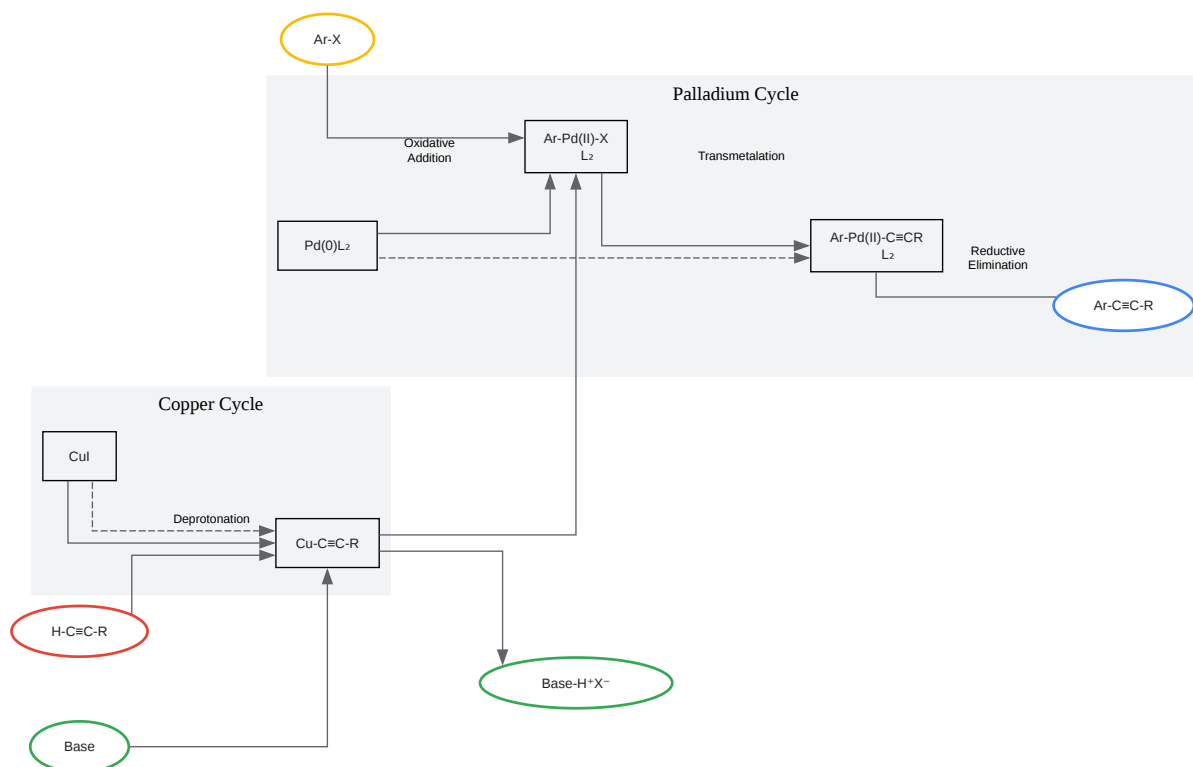 Ar-X
Palladium Cycle
Ar-Pd(II)-X
L₂
Oxidative
Addition
Transmetalation
Pd(0)L₂
Ar-Pd(II)-C≡CR
L₂
Reductive
Elimination
Ar-C≡C-R
Copper Cycle
CuI
Deprotonation
Cu-C≡C-R
H-C≡C-R
Base-H⁺X⁻
Base